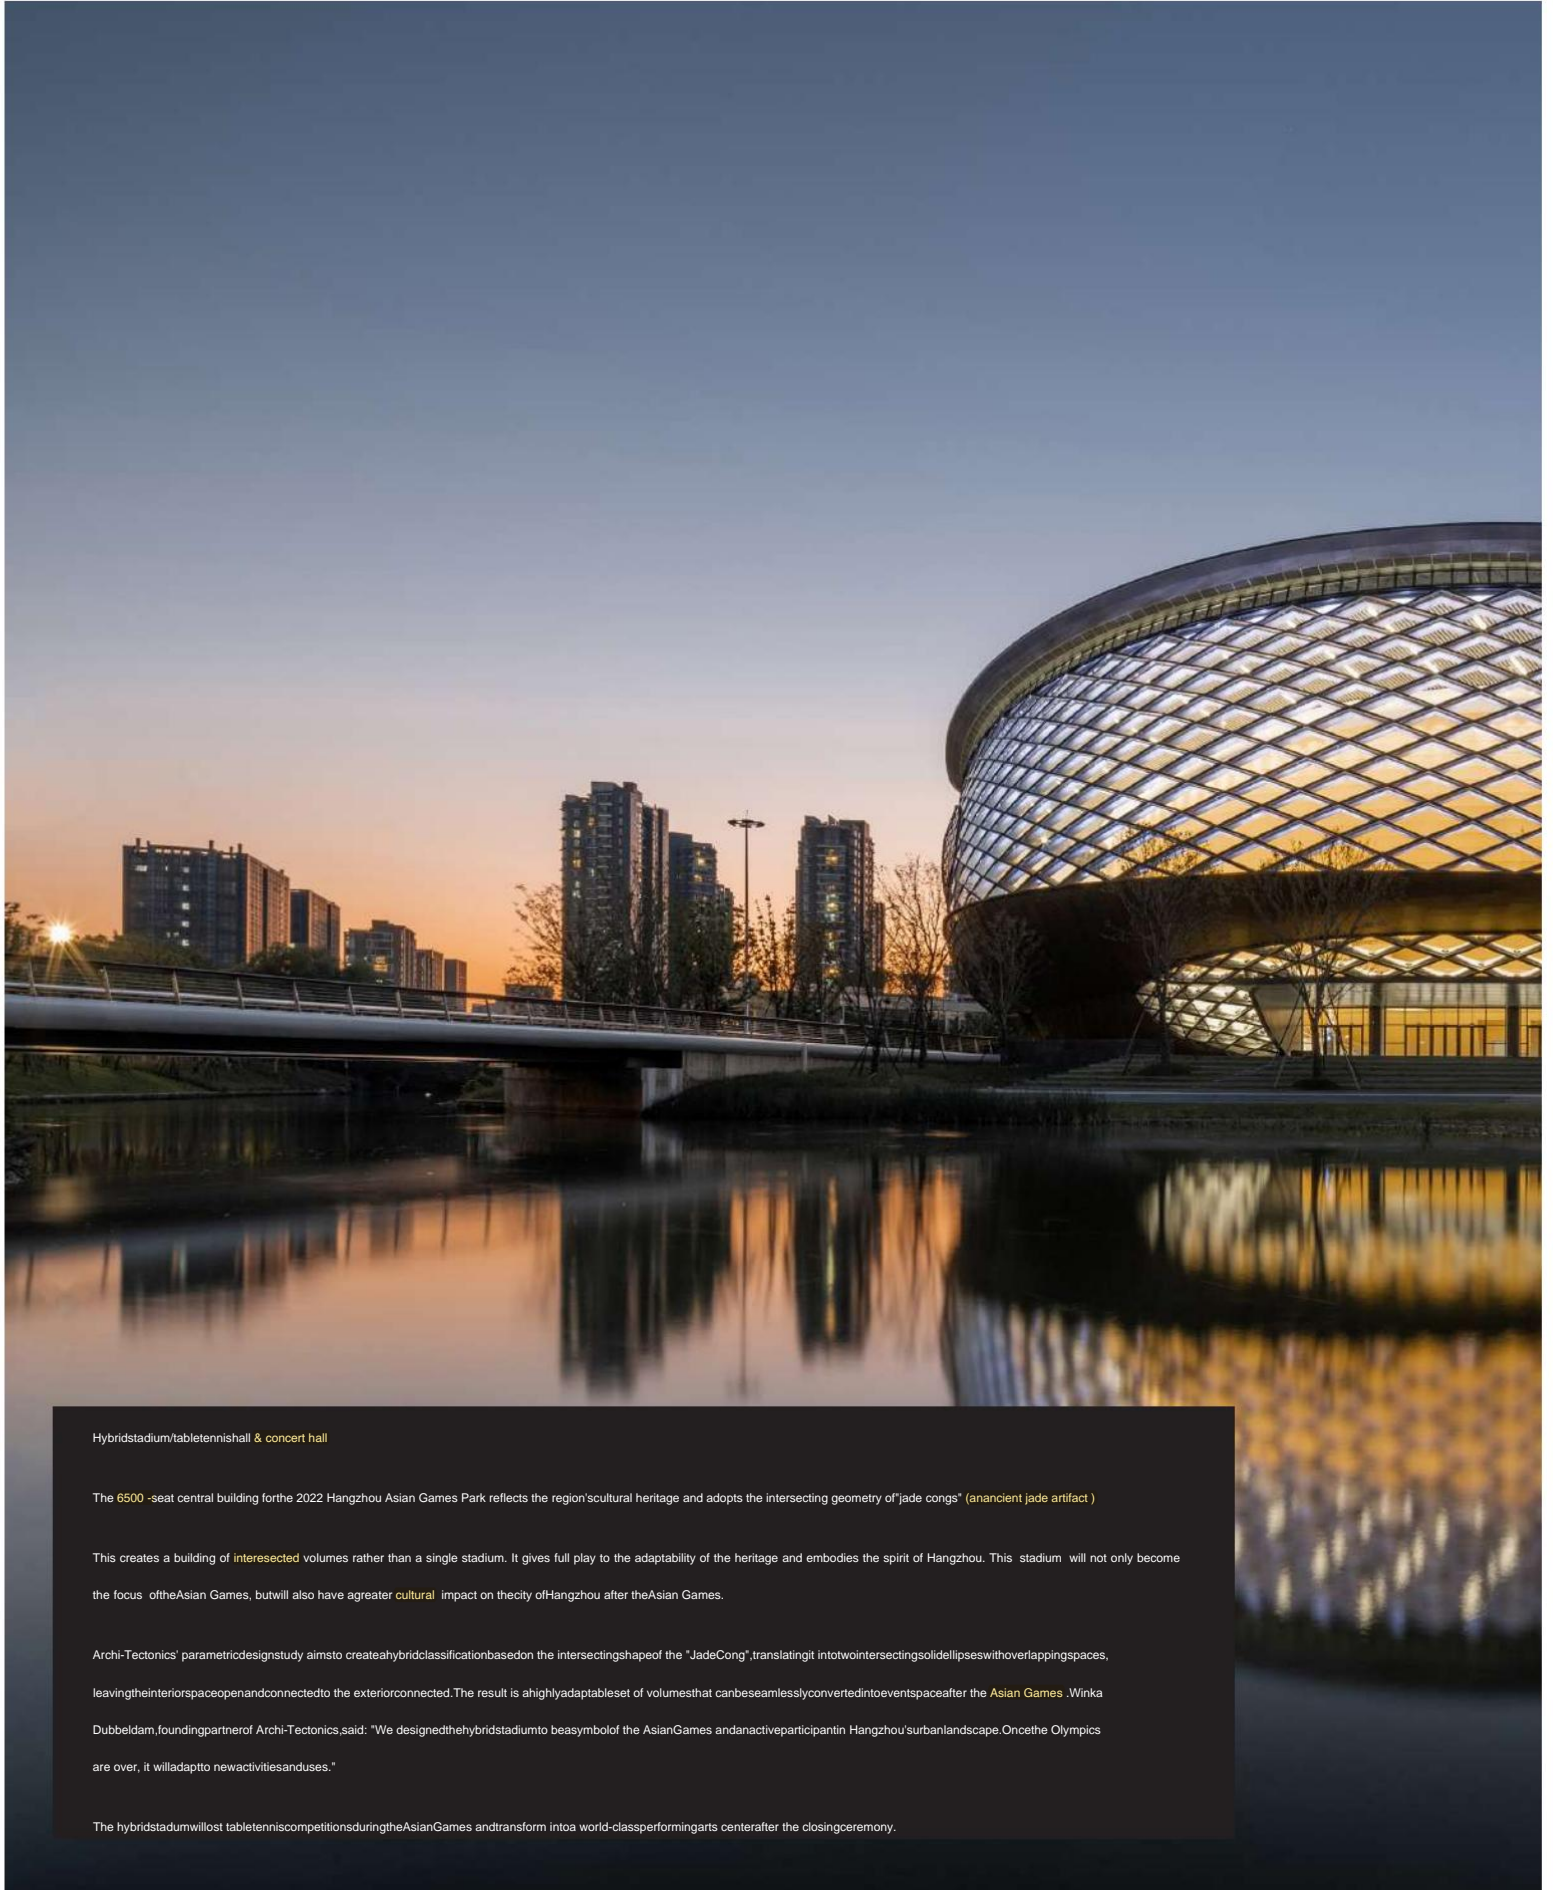 Hybridstadium/tabletennishall & concert hall
The 6500 -seat central building forthe 2022 Hangzhou Asian Games Park reflects the region'scultural heritage and adopts the intersecting geometry of"jade congs" (anancient jade artifact )
This creates a building of interesected volumes rather than a single stadium. It gives full play to the adaptability of the heritage and embodies the spirit of Hangzhou. This stadium will not only become
the focus oftheAsian Games, butwill also have agreater cultural impact on thecity ofHangzhou after theAsian Games.
Archi-Tectonics' parametricdesignstudy aimsto createahybridclassificationbasedon the intersectingshapeof the "JadeCong",translatingit intotwointersectingsolidellipseswithoverlappingspaces,
leavingtheinteriorspaceopenandconnectedto the exteriorconnected.The result is ahighlyadaptableset of volumesthat canbeseamlesslyconvertedintoeventspaceafter the Asian Games .Winka
Dubbeldam,foundingpartnerof Archi-Tectonics,said: "We designedthehybridstadiumto beasymbolof the AsianGames andanactiveparticipantin Hangzhou'surbanlandscape.Oncethe Olympics
are over, it willadaptto newactivitiesanduses."
The hybridstadumwillost tabletenniscompetitionsduringtheAsianGames andtransform intoa world-classperformingarts centerafter the closingceremony.